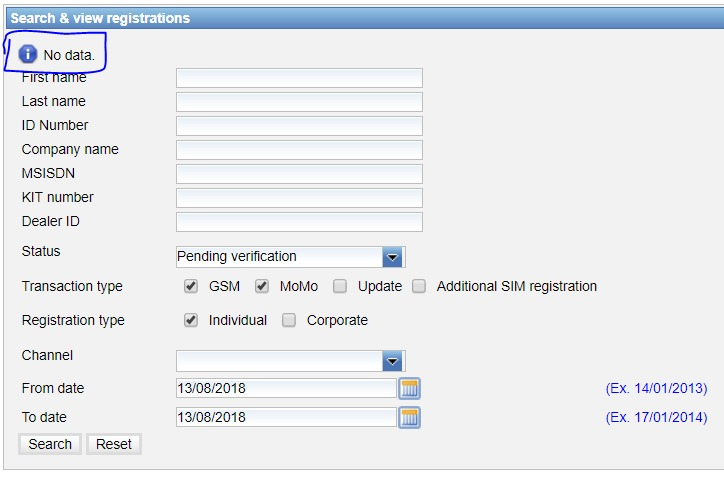 Search & view registrations
i No data.
First name
Last name
ID Number
Company name
MSISDN
KIT number
Dealer ID
Status Pending verification
Transaction type GSM MoMo Update Additional SIM registration
Registration type Individual Corporate
Channel
From date 13/08/2018 (Ex. 14/01/2013)
To date 13/08/2018 (Ex. 17/01/2014)
Search Reset